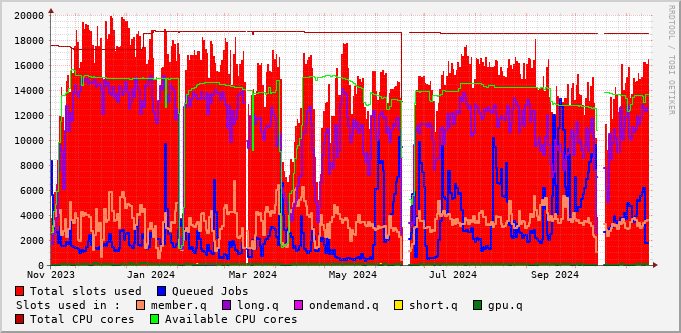 20000
18000
16000
14000
12000
10000
8000
6000
4000
2000
0
Nov 2023 Jan 2024 Mar 2024 May 2024 Jul 2024 Sep 2024
RRDTOOL / TOBI OETIKER
Total slots used Queued Jobs
Slots used in : member.q long.q ondemand.q short.q gpu.q
Total CPU cores Available CPU cores